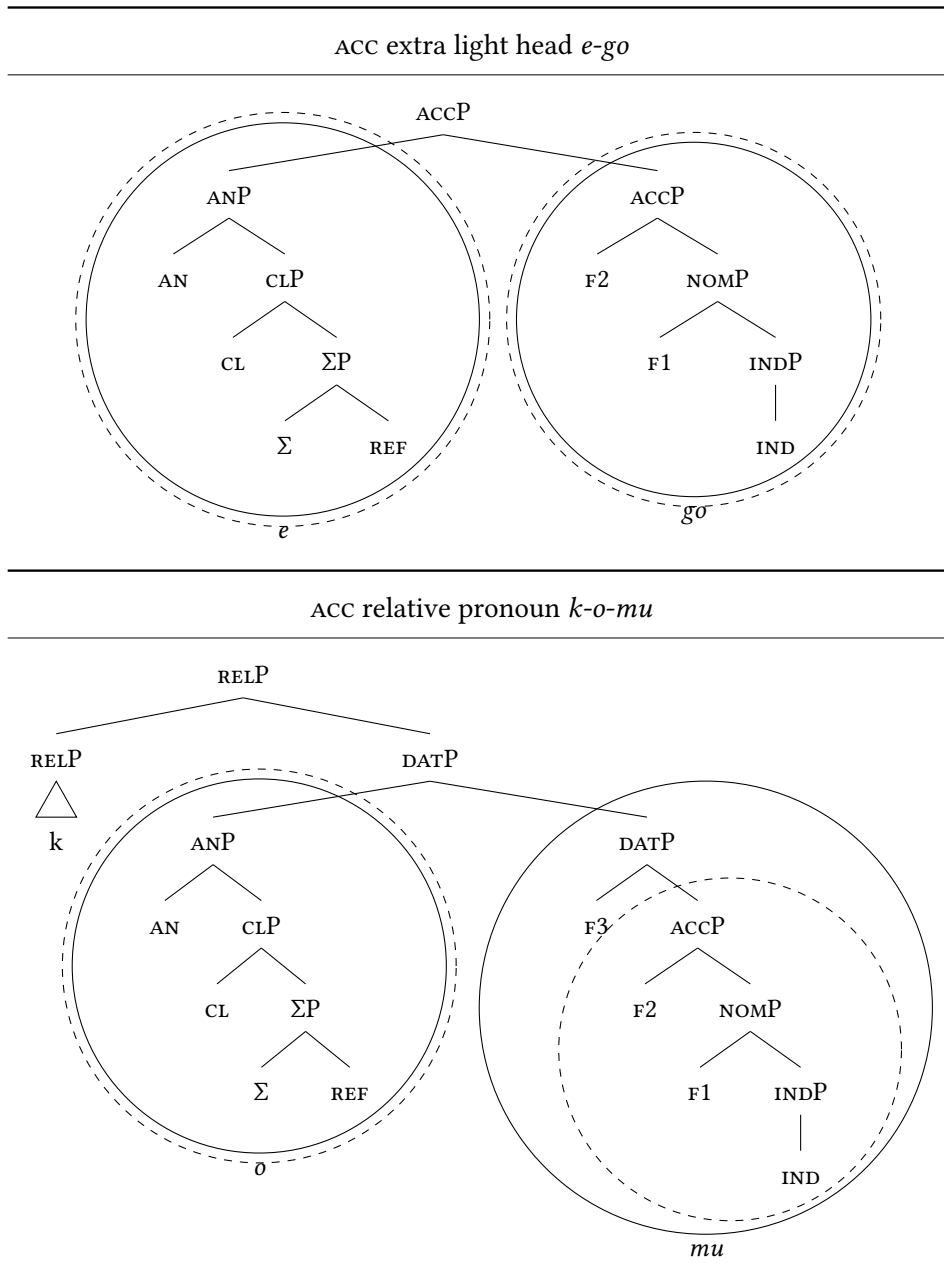 ACC extra light head e-go
ACCP
ANP ACCP
AN CLP F2 NOMP
CL ΣP F1 INDP
Σ REF IND
e go
ACC relative pronoun k-o-mu
RELP
RELP DATP
k ANP DATP
AN CLP F3 ACCP
CL ΣP F2 NOMP
Σ REF F1 INDP
o IND
mu